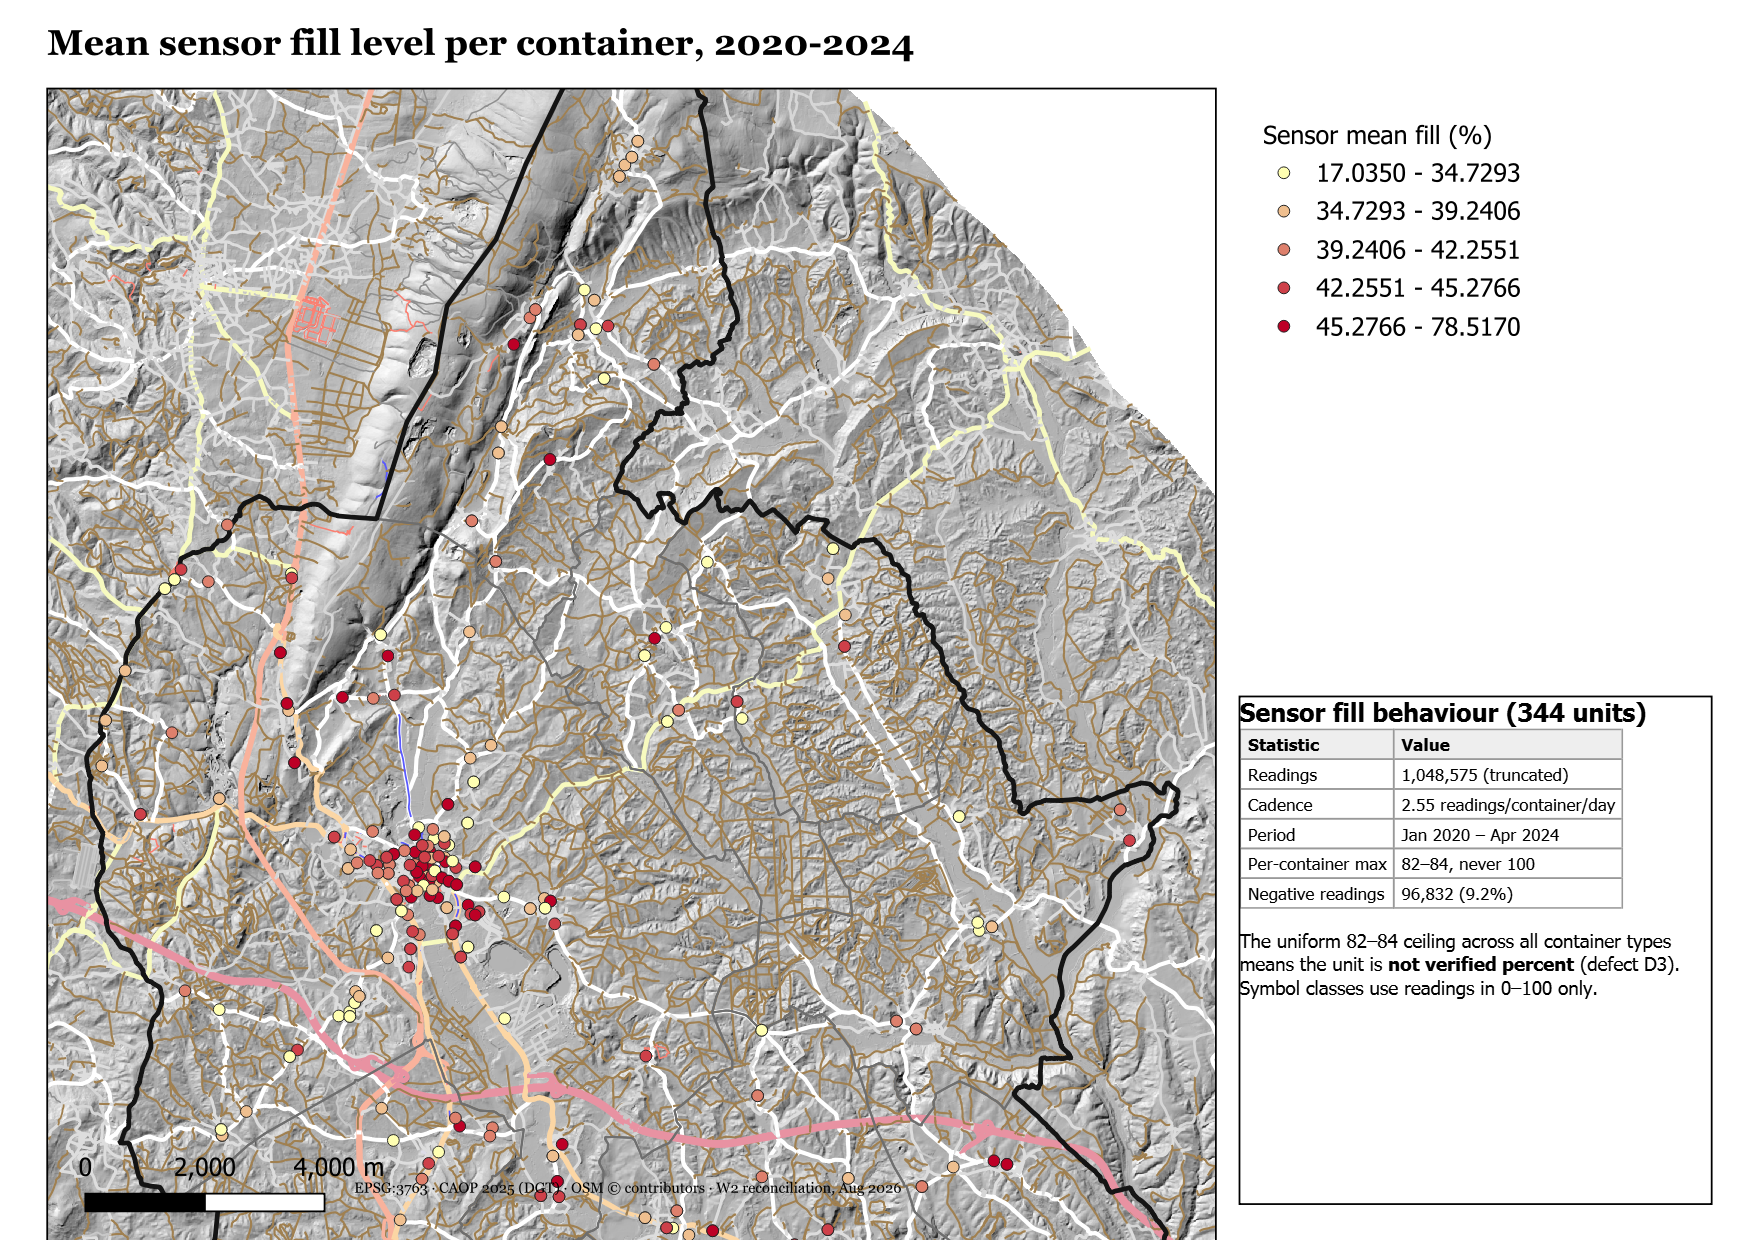 Mean sensor fill level per container, 2020-2024
Sensor mean fill (%)
17.0350 - 34.7293
34.7293 - 39.2406
39.2406 - 42.2551
42.2551 - 45.2766
45.2766 - 78.5170
Sensor fill behaviour (344 units)
Statistic Value
Readings 1,048,575 (truncated)
Cadence 2.55 readings/container/day
Period Jan 2020 – Apr 2024
Per-container max 82–84, never 100
Negative readings 96,832 (9.2%)
The uniform 82–84 ceiling across all container types
means the unit is not verified percent (defect D3).
Symbol classes use readings in 0–100 only.
0 2,000 4,000 m
EPSG:3763 · CAOP 2025 (DGT) · OSM © contributors · W2 reconciliation, Aug 2026